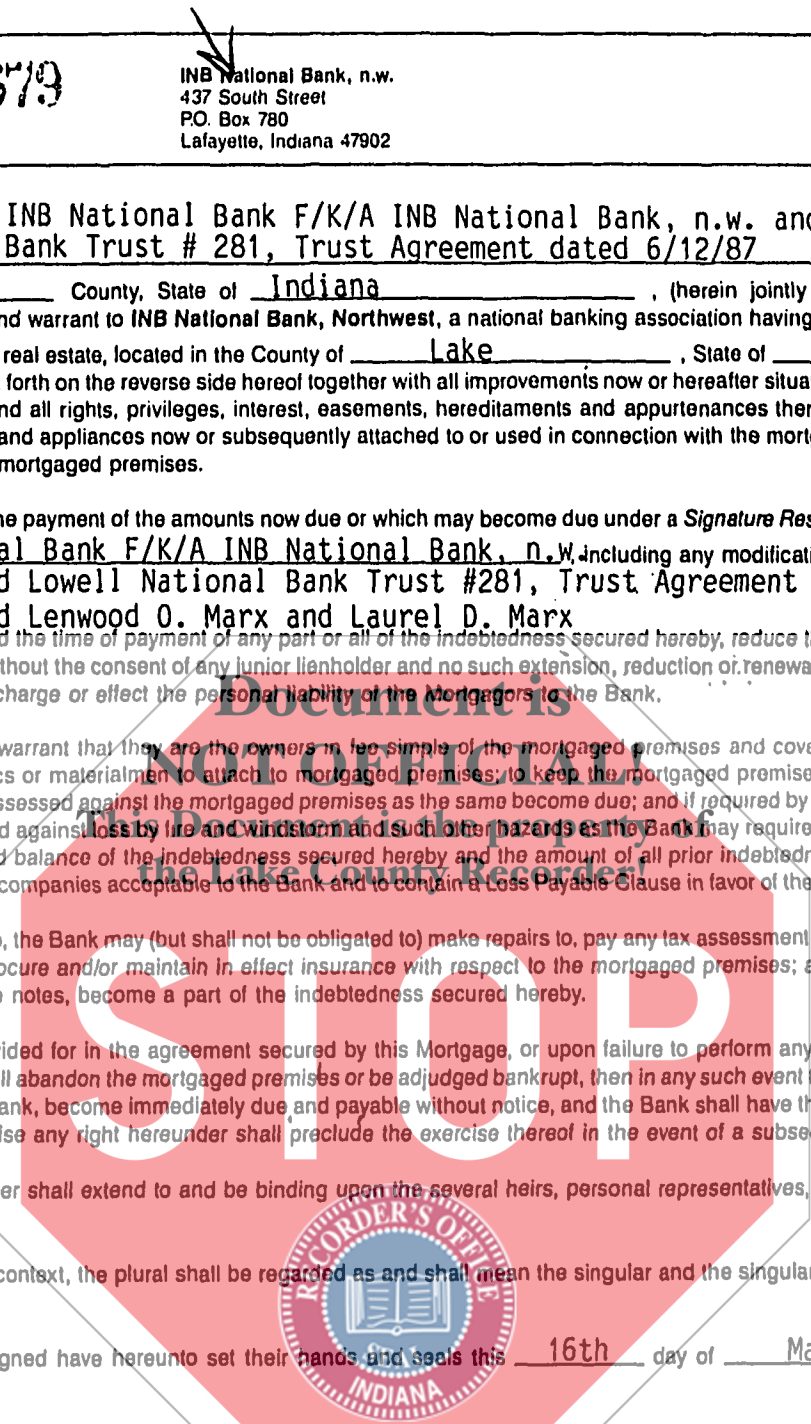 INB National Bank, n.w.
437 South Street
P.O. Box 780
Lafayette, Indiana 47902
INB National Bank F/K/A INB National Bank, n.w. and
Bank Trust # 281, Trust Agreement dated 6/12/87
County, State of Indiana , (herein jointly
nd warrant to INB National Bank, Northwest, a national banking association having
real estate, located in the County of Lake , State of
forth on the reverse side hereof together with all improvements now or hereafter situa
nd all rights, privileges, interest, easements, hereditaments and appurtenances ther
and appliances now or subsequently attached to or used in connection with the mort
mortgaged premises.
he payment of the amounts now due or which may become due under a Signature Res
al Bank F/K/A INB National Bank, n.w. including any modificati
d Lowell National Bank Trust #281, Trust Agreement
d Lenwood O. Marx and Laurel D. Marx
d the time of payment of any part or all of the indebtedness secured hereby, reduce t
thout the consent of any junior lienholder and no such extension, reduction or renewa
charge or effect the personal liability of the Mortgagors to the Bank.
Document is
warrant that they are the owners in fee simple of the mortgaged premises and cove
NOT OFFICIAL!
cs or materialmen to attach to mortgaged premises; to keep the mortgaged premise
ssessed against the mortgaged premises as the same become due; and if required by
This Document is the property of
d against loss by fire and windstorm and such other hazards as the Bank may require
d balance of the indebtedness secured hereby and the amount of all prior indebtedn
the Lake County Recorder!
companies acceptable to the Bank and to contain a Loss Payable Clause in favor of the
, the Bank may (but shall not be obligated to) make repairs to, pay any tax assessment
ocure and/or maintain in effect insurance with respect to the mortgaged premises; a
notes, become a part of the indebtedness secured hereby.
STOP
ided for in the agreement secured by this Mortgage, or upon failure to perform any
ll abandon the mortgaged premises or be adjudged bankrupt, then in any such event
ank, become immediately due and payable without notice, and the Bank shall have th
ise any right hereunder shall preclude the exercise thereof in the event of a subse
er shall extend to and be binding upon the several heirs, personal representatives,
RECORDER'S OFFICE
context, the plural shall be regarded as and shall mean the singular and the singular
SEAL
gned have hereunto set their hands and seals this 16th day of Ma
INDIANA